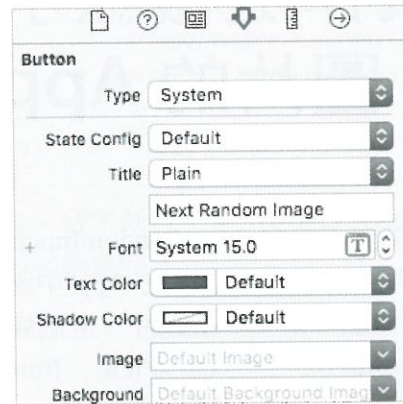 Button
Type System
State Config Default
Title Plain
Next Random Image
+ Font System 15.0 T
Text Color Default
Shadow Color Default
Image Default Image
Background Default Background Imag